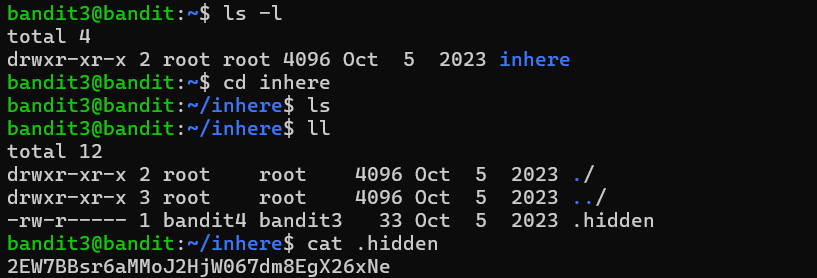 bandit3@bandit:~$ ls -l
total 4
drwxr-xr-x 2 root root 4096 Oct  5  2023 inhere
bandit3@bandit:~$ cd inhere
bandit3@bandit:~/inhere$ ls
bandit3@bandit:~/inhere$ ll
total 12
drwxr-xr-x 2 root    root    4096 Oct  5  2023 ./
drwxr-xr-x 3 root    root    4096 Oct  5  2023 ../
-rw-r----- 1 bandit4 bandit3   33 Oct  5  2023 .hidden
bandit3@bandit:~/inhere$ cat .hidden
2EW7BBsr6aMMoJ2HjW067dm8EgX26xNe